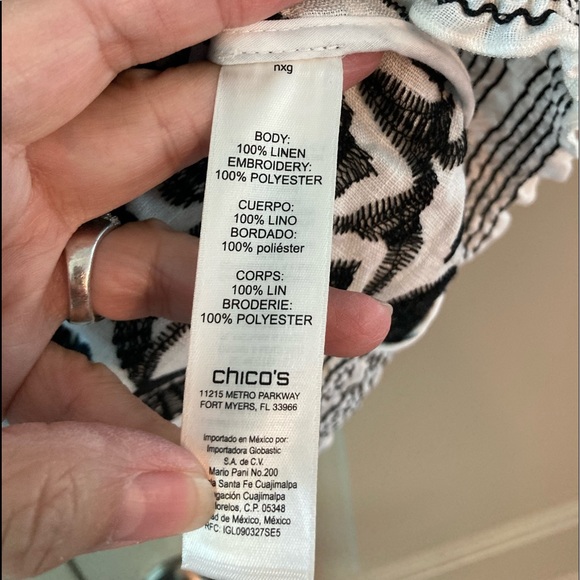 nxg
BODY:
100% LINEN
EMBROIDERY:
100% POLYESTER
CUERPO:
100% LINO
BORDADO:
100% poliéster
CORPS:
100% LIN
BRODERIE:
100% POLYESTER
chico's
11215 METRO PARKWAY
FORT MYERS, FL 33966
Importado en México por:
Importadora Globastic
S.A. de C.V.
Mario Pani No.200
Santa Fe Cuajimalpa
Cuajimalpa
C.P. 05348
de México, México
RFC: IGL090327SE5